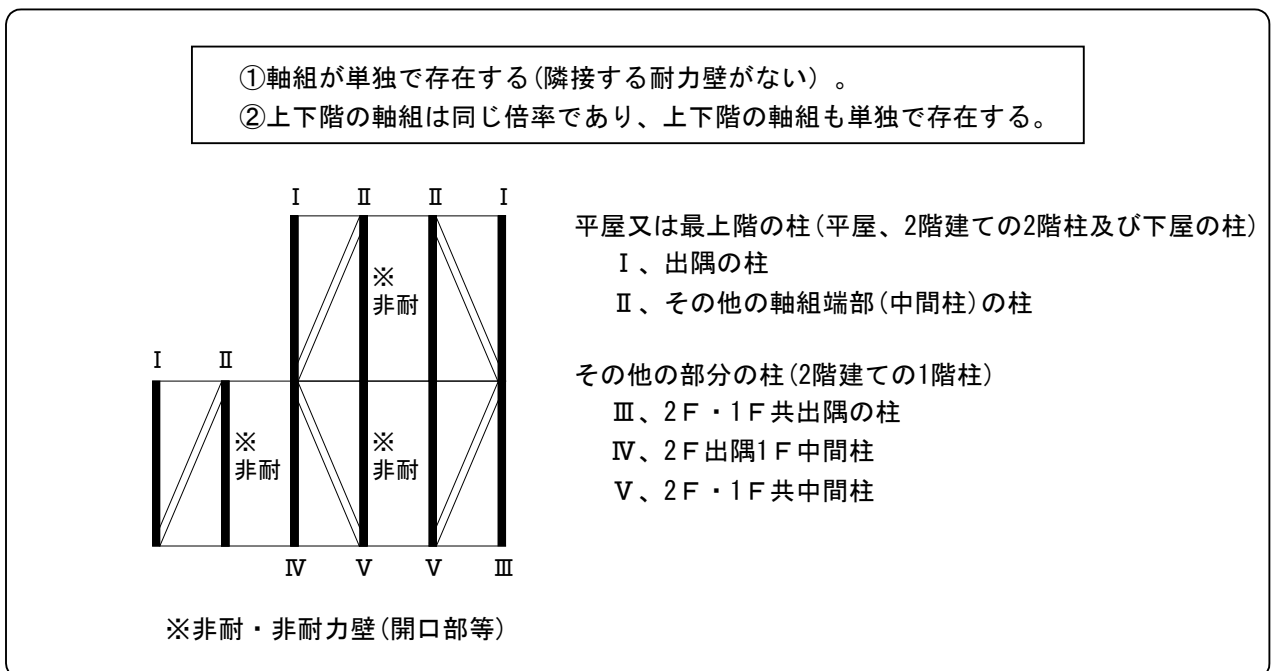 ①軸組が単独で存在する(隣接する耐力壁がない)。
②上下階の軸組は同じ倍率であり、上下階の軸組も単独で存在する。
Ⅰ Ⅱ Ⅱ Ⅰ
※
非耐
Ⅰ Ⅱ
※
非耐
※
非耐
Ⅳ Ⅴ Ⅴ Ⅲ
※非耐・非耐力壁(開口部等)
平屋又は最上階の柱(平屋、2階建ての2階柱及び下屋の柱)
Ⅰ、出隅の柱
Ⅱ、その他の軸組端部(中間柱)の柱
その他の部分の柱(2階建ての1階柱)
Ⅲ、2F・1F共出隅の柱
Ⅳ、2F出隅1F中間柱
Ⅴ、2F・1F共中間柱